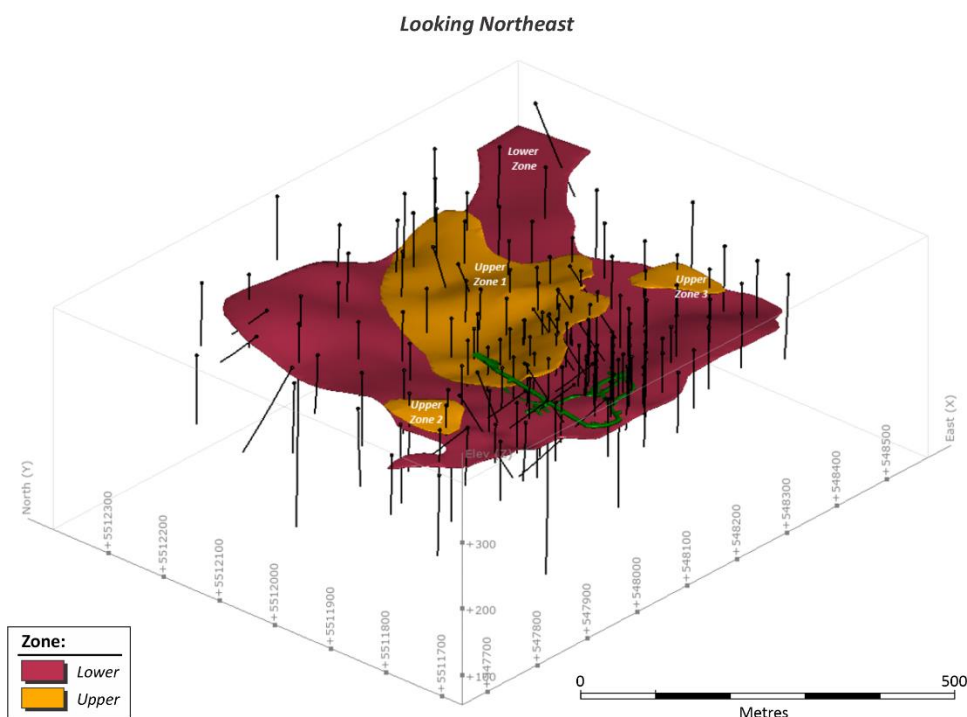 Looking Northeast
Lower
Zone
Upper
Zone 1
Upper
Zone 3
Upper
Zone 2
Elev (Z)
North (Y)
East (X)
+5512300
+5512200
+5512100
+5512000
+5511900
+5511800
+5511700
+300
+200
+100
+547700
+547800
+547900
+548000
+548100
+548200
+548300
+548400
+548500
Zone:
Lower
Upper
0
500
Metres